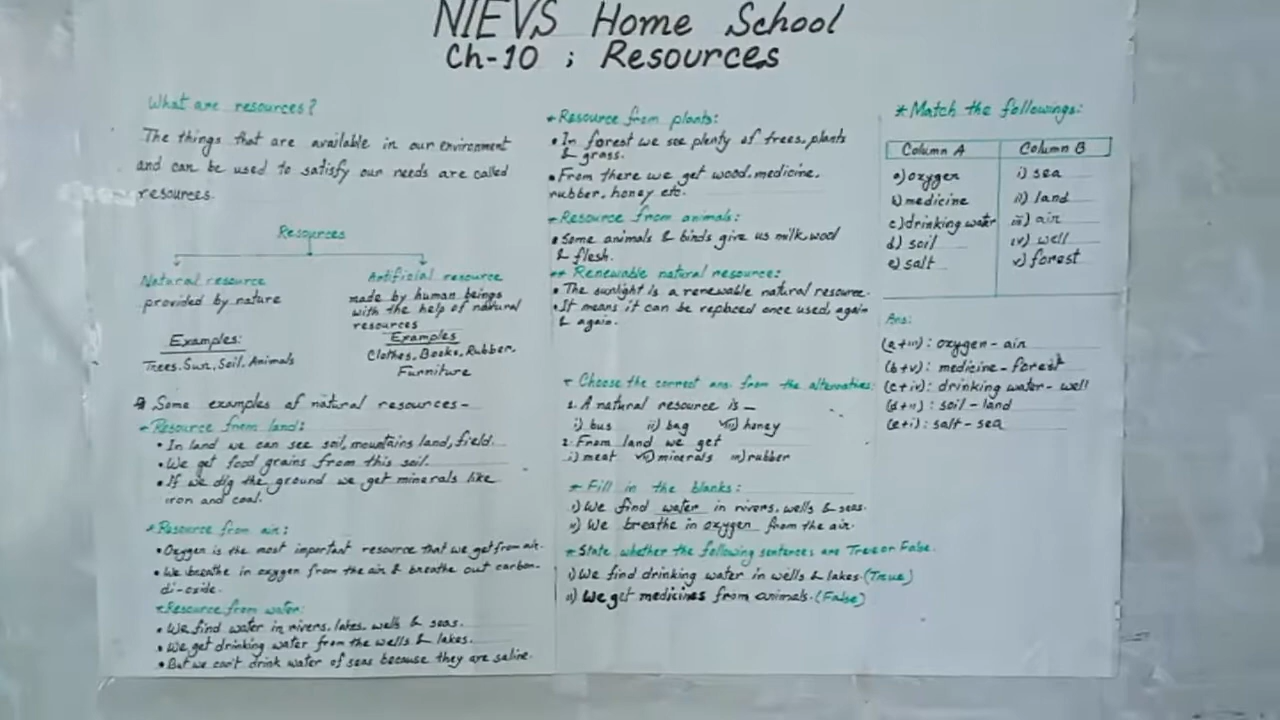 NIEVS Home School
Ch-10 ; Resources
What are resources?
The things that are available in our environment
and can be used to satisfy our needs are called
resources.
Resources
Natural resource
provided by nature
Examples:
Trees, Sun, Soil, Animals
Artificial resource
made by human beings
with the help of natural
resources
Examples
Clothes, Books, Rubber,
Furniture
Some examples of natural resources-
* Resource from land:
• In land we can see soil, mountains land, field.
• We get food grains from this soil.
• If we dig the ground we get minerals like
iron and coal.
* Resource from air:
• Oxygen is the most important resource that we get from air.
• We breathe in oxygen from the air & breathe out carbon-
di-oxide.
* Resource from water:
• We find water in rivers, lakes, wells & seas.
• We get drinking water from the wells & lakes.
• But we can't drink water of seas because they are saline.
* Resource from plants:
• In forest we see plenty of trees, plants
& grass.
• From there we get wood, medicine,
rubber, honey etc.
* Resource from animals:
• Some animals & birds give us milk, wool
& flesh.
** Renewable natural resource:
• The sunlight is a renewable natural resource.
• It means it can be replaced once used, again
& again.
* Choose the correct ans. from the alternatives:
1. A natural resource is —
i) bus ii) bag ✓iii) honey
2. From land we get
i) meat ✓ii) minerals iii) rubber
* Fill in the blanks:
i) We find water in rivers, wells & seas.
ii) We breathe in oxygen from the air.
* State whether the following sentences are True or False.
i) We find drinking water in wells & lakes. (True)
ii) We get medicines from animals. (False)
* Match the followings:
Column A Column B
a) oxygen i) sea
b) medicine ii) land
c) drinking water iii) air
d) soil iv) well
e) salt v) forest
Ans:
(a+iii): oxygen - air
(b+v): medicine - forest
(c+iv): drinking water - well
(d+ii): soil - land
(e+i): salt - sea